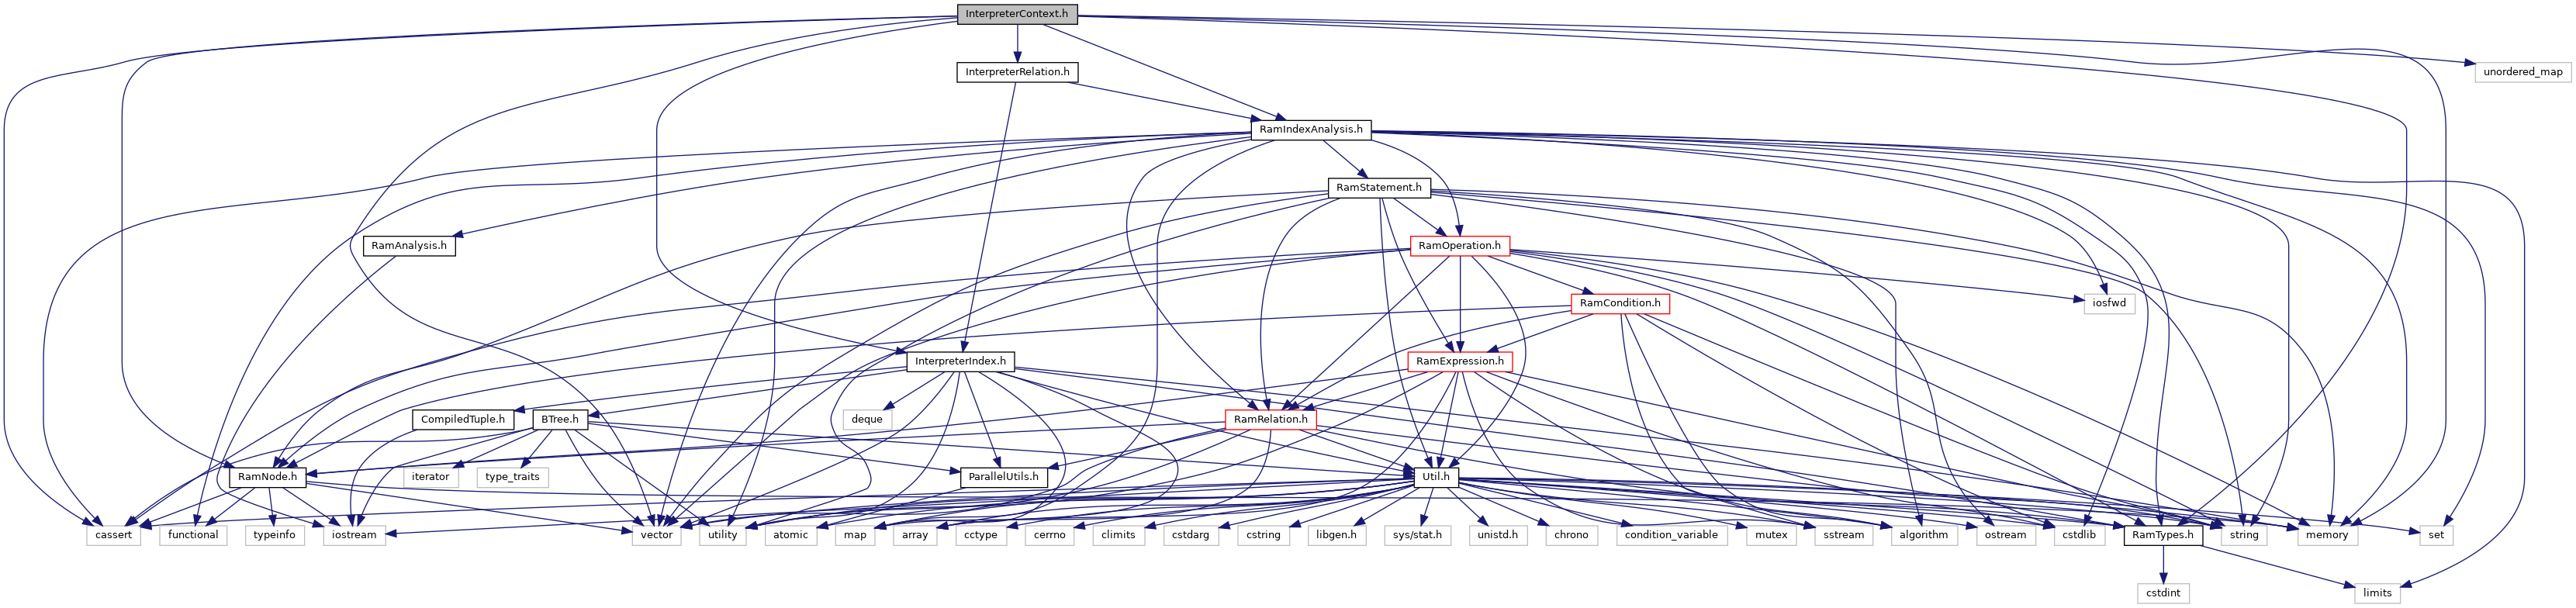 InterpreterContext.h
InterpreterRelation.h
unordered_map
RamIndexAnalysis.h
RamStatement.h
RamAnalysis.h
RamOperation.h
RamCondition.h
iosfwd
InterpreterIndex.h
RamExpression.h
CompiledTuple.h
BTree.h
deque
RamRelation.h
RamNode.h
iterator
type_traits
ParallelUtils.h
Util.h
cassert
functional
typeinfo
iostream
vector
utility
atomic
map
array
cctype
cerrno
climits
cstdarg
cstring
libgen.h
sys/stat.h
unistd.h
chrono
condition_variable
mutex
sstream
algorithm
ostream
cstdlib
RamTypes.h
string
memory
set
cstdint
limits